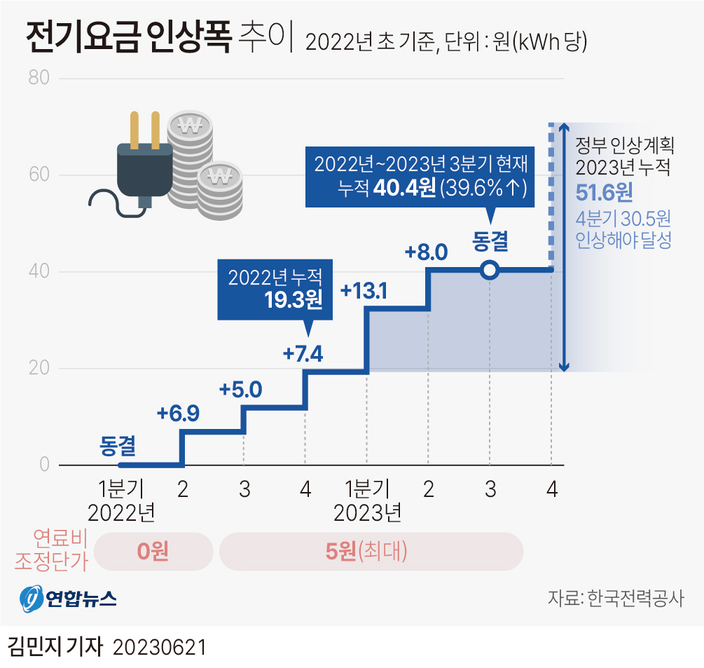 전기요금 인상폭 추이 2022년 초 기준, 단위 : 원(kWh 당)
80
60
40
20
0
₩
₩
2022년~2023년 3분기 현재
누적 40.4원(39.6%↑)
정부 인상계획
2023년 누적
51.6원
4분기 30.5원
인상해야 달성
2022년 누적
19.3원
동결
+6.9
+5.0
+7.4
+13.1
+8.0
동결
1분기 2 3 4 1분기 2 3 4
2022년 2023년
연료비
조정단가
0원
5원(최대)
연합뉴스
자료: 한국전력공사
김민지 기자 20230621